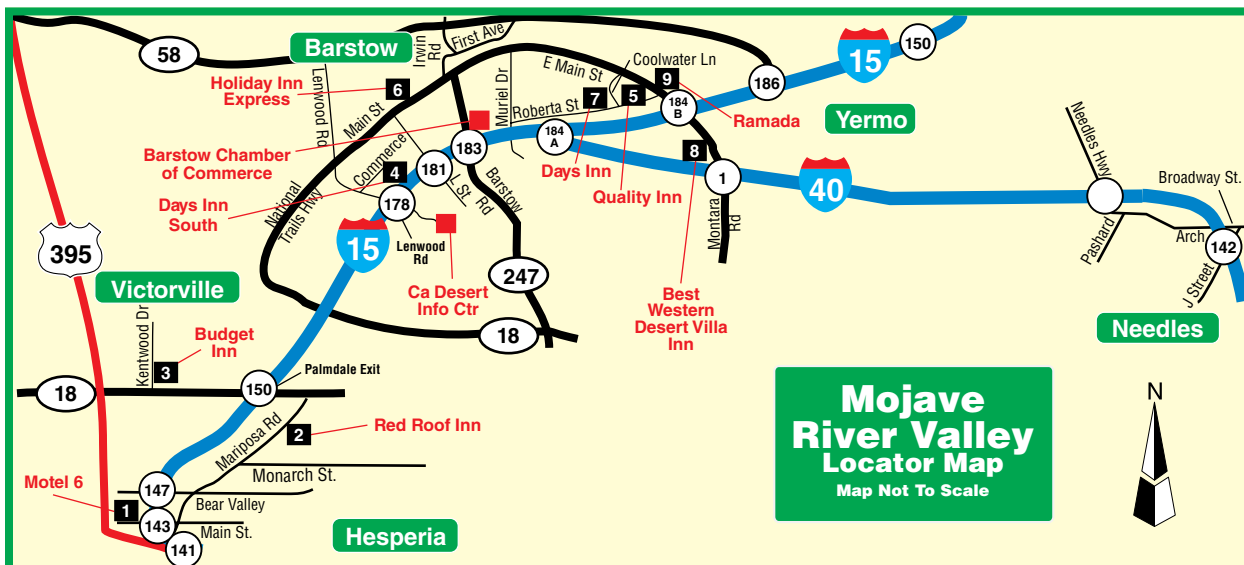 58
Barstow
Irwin
Rd
First Ave
Coolwater Ln
E Main St
15
150
Holiday Inn
Express
Lenwood Rd
6
Main St
Muriel Dr
Roberta St
7
5
9
184
B
186
Ramada
Yermo
Needles Hwy
Barstow Chamber
of Commerce
Commerce
183
184
A
181
4
L St.
Barstow
Rd
8
1
40
Days Inn
Quality Inn
Broadway St.
Days Inn
South
178
Lenwood
Rd
National
Trails Hwy
Montara
Rd
Pashard
Arch
142
J Street
395
15
247
Ca Desert
Info Ctr
Best
Western
Desert Villa
Inn
18
Needles
Victorville
Kentwood Dr
Budget
Inn
3
Palmdale Exit
18
150
Mojave
River Valley
Locator Map
Map Not To Scale
N
Mariposa Rd
2
Red Roof Inn
Monarch St.
Motel 6
147
Bear Valley
1
143
Main St.
141
Hesperia